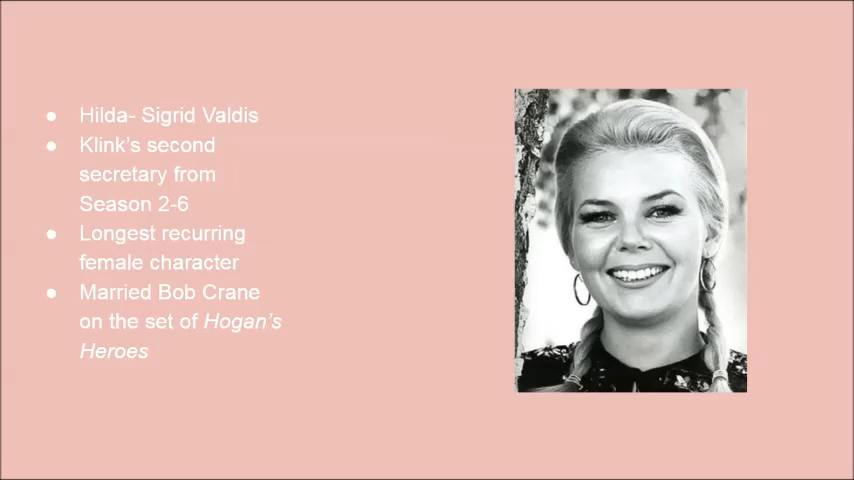 ● Hilda- Sigrid Valdis
● Klink’s second
secretary from
Season 2-6
● Longest recurring
female character
● Married Bob Crane
on the set of Hogan’s
Heroes